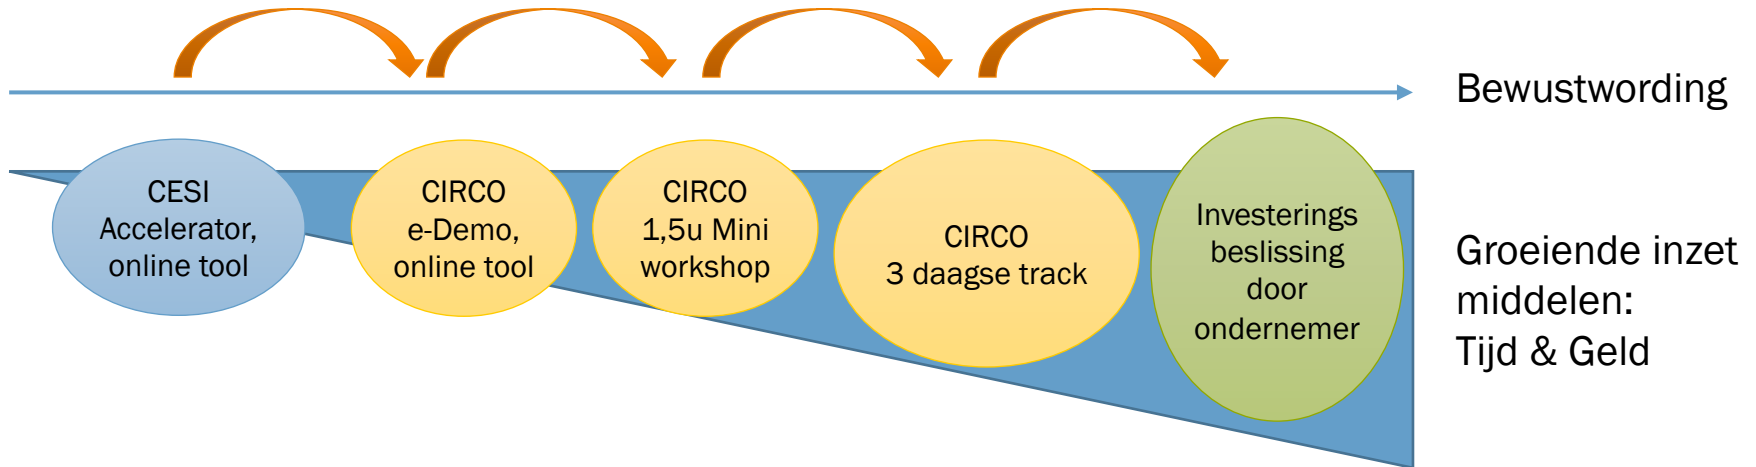 Bewustwording
CESI
Accelerator,
online tool
CIRCO
e-Demo,
online tool
CIRCO
1,5u Mini
workshop
CIRCO
3 daagse track
Investerings
beslissing
door
ondernemer
Groeiende inzet
middelen:
Tijd & Geld